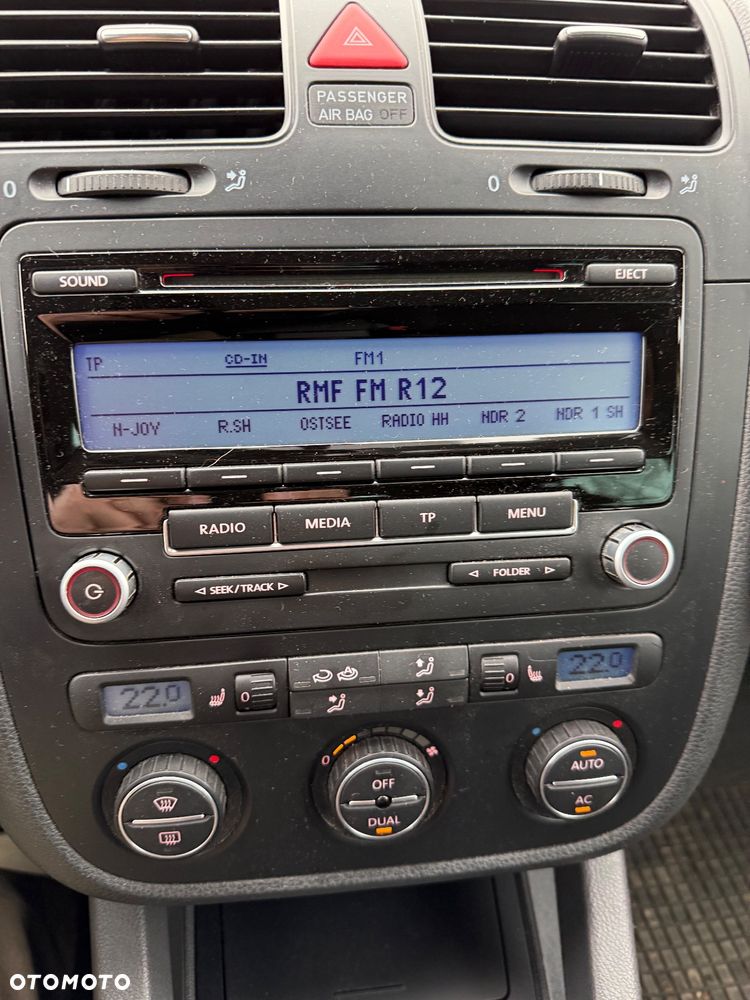 PASSENGER
AIR BAG OFF
0
0
SOUND
EJECT
TP CD-IN FM1
RMF FM R12
N-JOY R.SH OSTSEE RADIO HH NDR 2 NDR 1 SH
RADIO MEDIA TP MENU
SEEK/TRACK FOLDER
22.0 0 0 22.0
0
OFF
DUAL
AUTO
AC
OTOMOTO